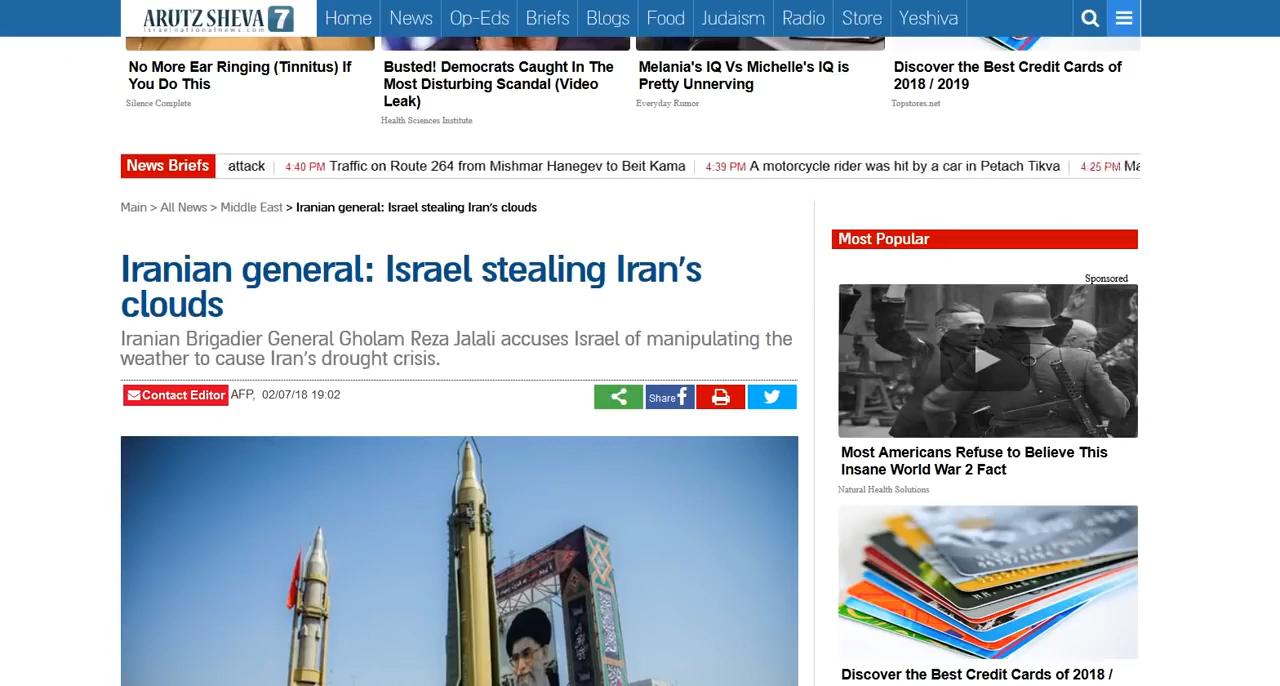 ARUTZ SHEVA 7
israelnationalnews.com
Home News Op-Eds Briefs Blogs Food Judaism Radio Store Yeshiva
No More Ear Ringing (Tinnitus) If
You Do This
Silence Complete
Busted! Democrats Caught In The
Most Disturbing Scandal (Video
Leak)
Health Sciences Institute
Melania's IQ Vs Michelle's IQ is
Pretty Unnerving
Everyday Rumor
Discover the Best Credit Cards of
2018 / 2019
Topstores.net
News Briefs attack 4:40 PM Traffic on Route 264 from Mishmar Hanegev to Beit Kama 4:39 PM A motorcycle rider was hit by a car in Petach Tikva 4:25 PM Ma
Main > All News > Middle East > Iranian general: Israel stealing Iran's clouds
Iranian general: Israel stealing Iran's
clouds
Iranian Brigadier General Gholam Reza Jalali accuses Israel of manipulating the
weather to cause Iran's drought crisis.
Contact Editor AFP, 02/07/18 19:02
Share
Most Popular
Sponsored
Most Americans Refuse to Believe This
Insane World War 2 Fact
Natural Health Solutions
Discover the Best Credit Cards of 2018 /